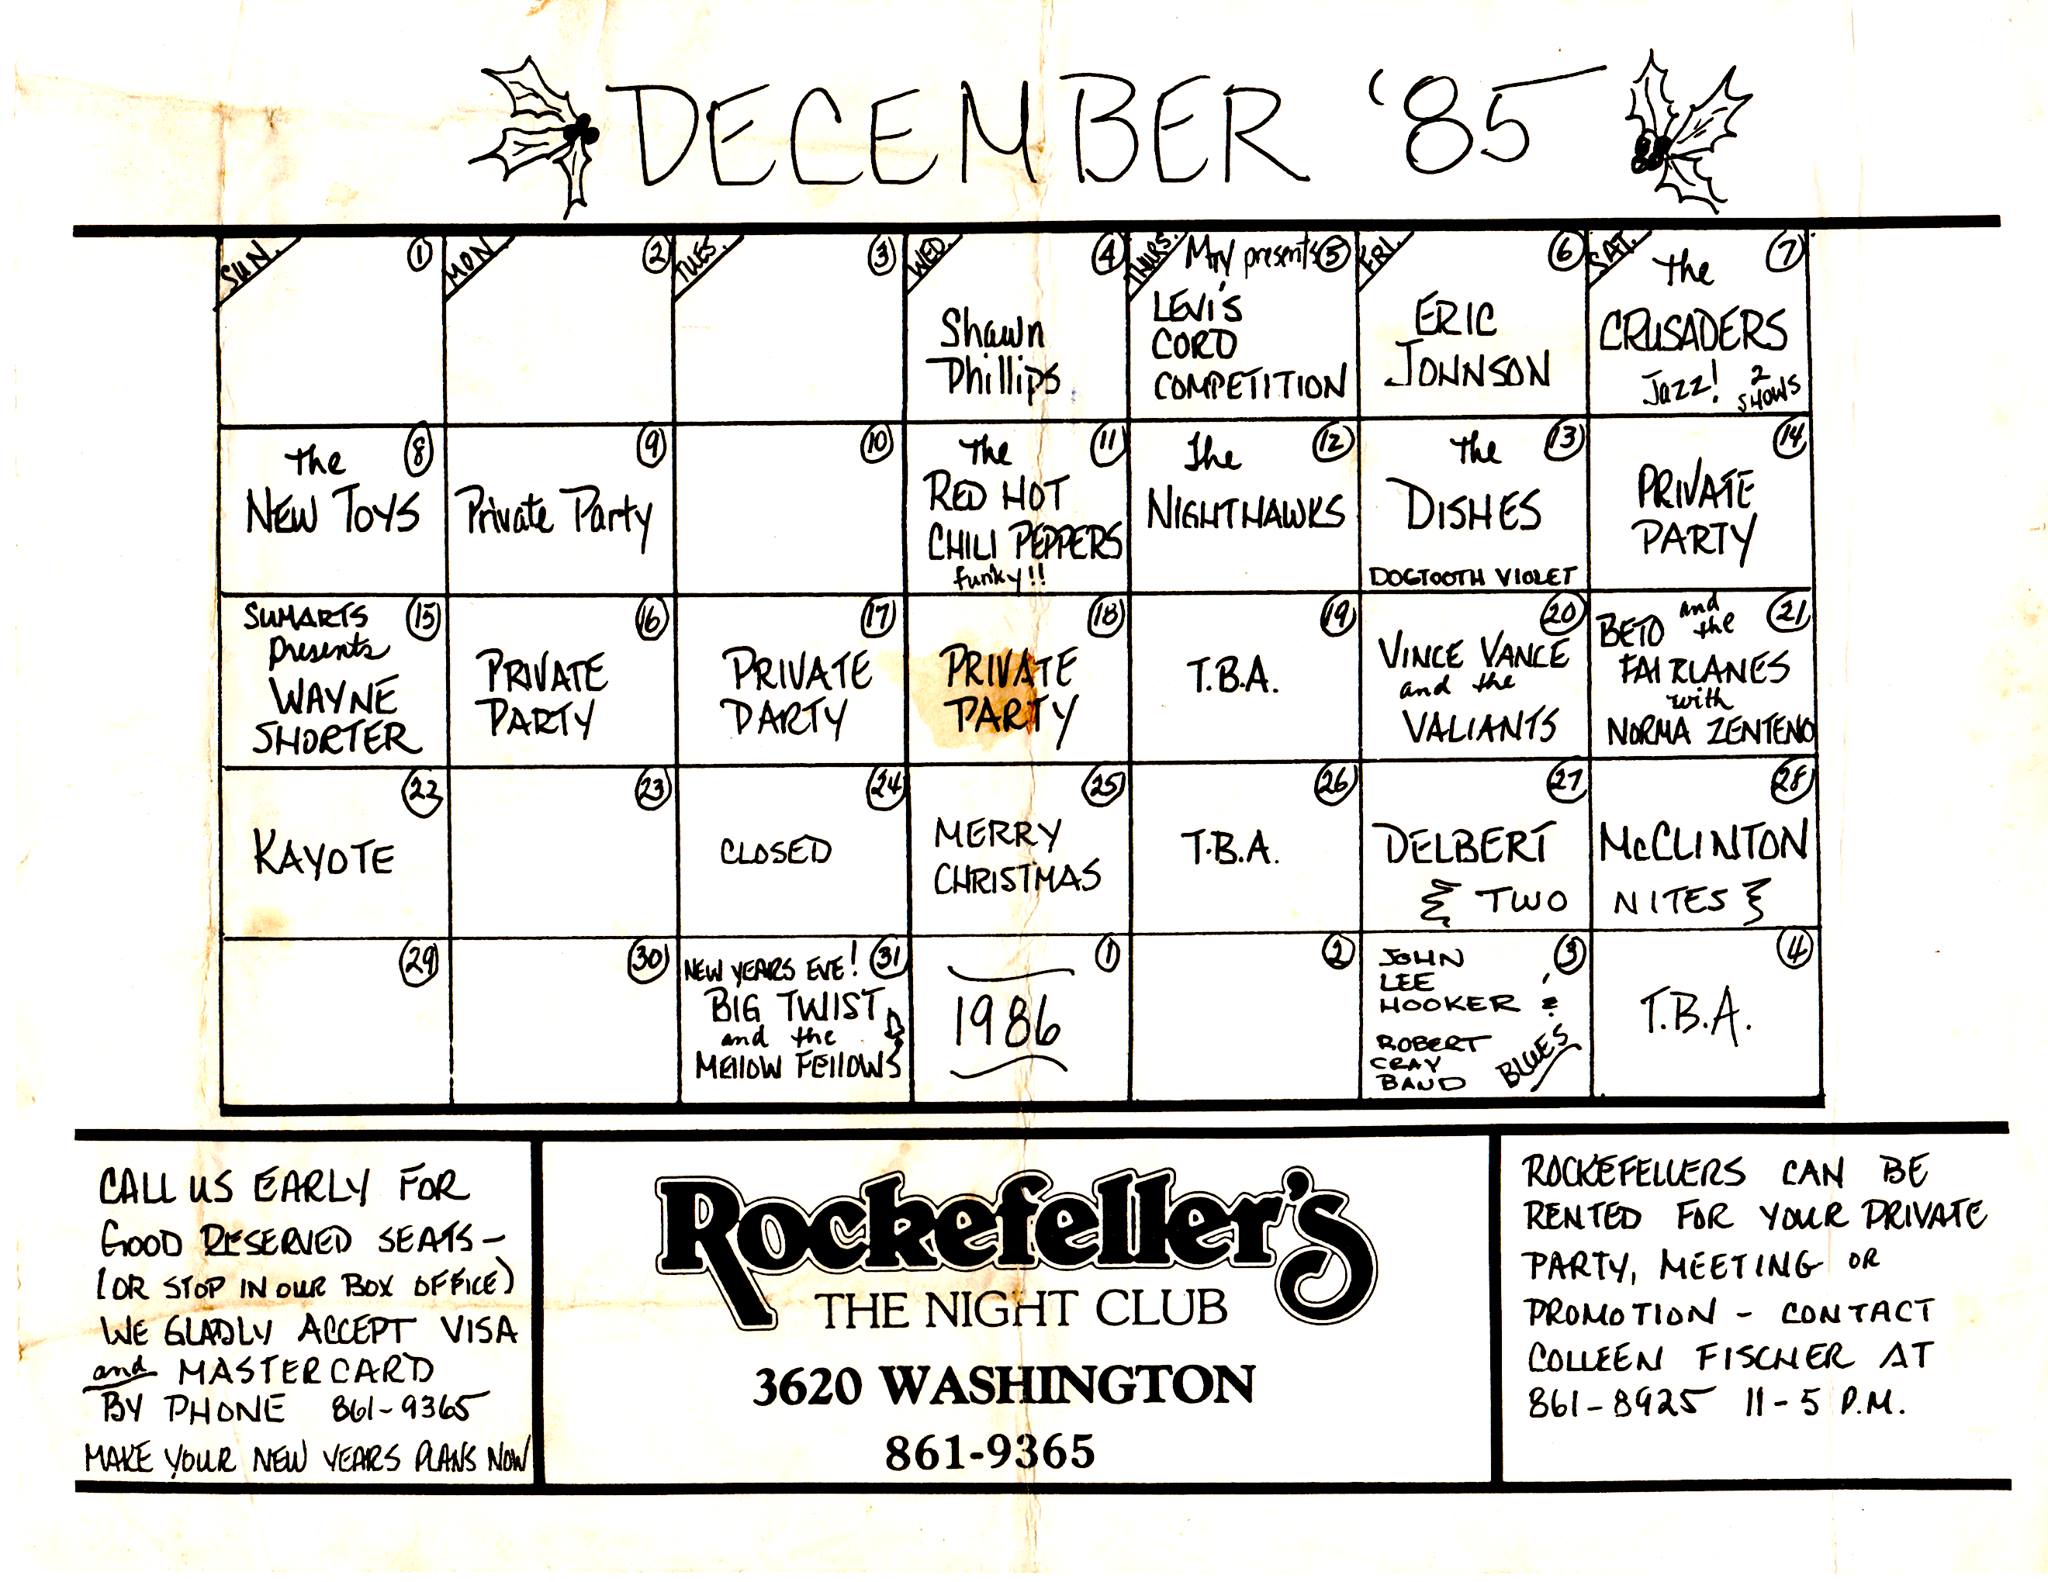 DECEMBER '85
SUN. 1
MON 2
TUES. 3
WED. 4
Shawn
Phillips
THURS. 5
MTV presents
LEVI'S
CORD
COMPETITION
FRI. 6
ERIC
JOHNSON
SAT. 7
The
CRUSADERS
Jazz! 2
SHOWS
8
The
NEW TOYS
9
Private Party
10
11
The
RED HOT
CHILI PEPPERS
funky!!
12
The
NIGHTHAWKS
13
The
DISHES
DOGTOOTH VIOLET
14
PRIVATE
PARTY
15
SUMARTS
Presents
WAYNE
SHORTER
16
PRIVATE
PARTY
17
PRIVATE
PARTY
18
PRIVATE
PARTY
19
T.B.A.
20
VINCE VANCE
and the
VALIANTS
21
BETO and the
FAIRLANES
with
NORMA ZENTENO
22
KAYOTE
23
24
CLOSED
25
MERRY
CHRISTMAS
26
T.B.A.
27 28
DELBERT McCLINTON
TWO NITES
29
30
31
NEW YEARS EVE!
BIG TWIST
and the
MELLOW FELLOWS
1
1986
2
3
JOHN
LEE
HOOKER &
ROBERT
CRAY
BAND
BLUES
4
T.B.A.
CALL US EARLY FOR
GOOD RESERVED SEATS -
(OR STOP IN OUR BOX OFFICE)
WE GLADLY ACCEPT VISA
and MASTERCARD
BY PHONE 861-9365
MAKE YOUR NEW YEARS PLANS NOW
Rockefeller's
THE NIGHT CLUB
3620 WASHINGTON
861-9365
ROCKEFELLERS CAN BE
RENTED FOR YOUR PRIVATE
PARTY, MEETING OR
PROMOTION - CONTACT
COLLEEN FISCHER AT
861-8925 11-5 P.M.